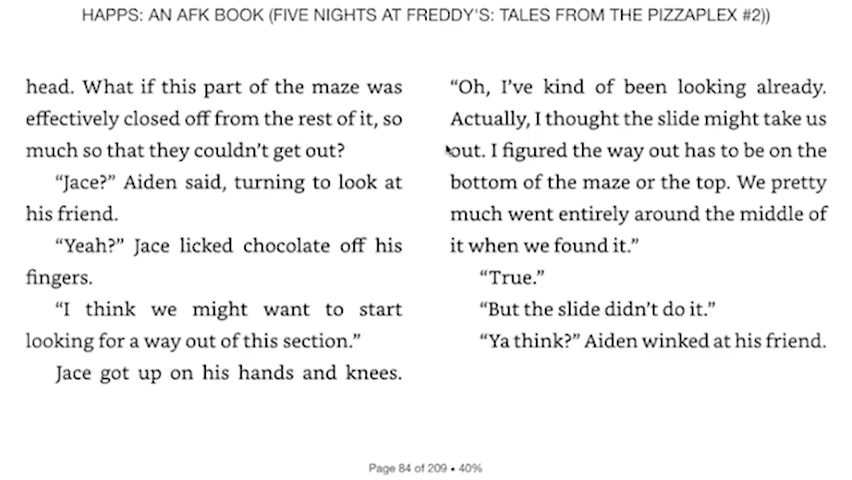 HAPPS: AN AFK BOOK (FIVE NIGHTS AT FREDDY'S: TALES FROM THE PIZZAPLEX #2))
head. What if this part of the maze was
effectively closed off from the rest of it, so
much so that they couldn't get out?
"Jace?" Aiden said, turning to look at
his friend.
"Yeah?" Jace licked chocolate off his
fingers.
"I think we might want to start
looking for a way out of this section."
Jace got up on his hands and knees.
"Oh, I've kind of been looking already.
Actually, I thought the slide might take us
out. I figured the way out has to be on the
bottom of the maze or the top. We pretty
much went entirely around the middle of
it when we found it."
"True."
"But the slide didn't do it."
"Ya think?" Aiden winked at his friend.
Page 84 of 209 • 40%